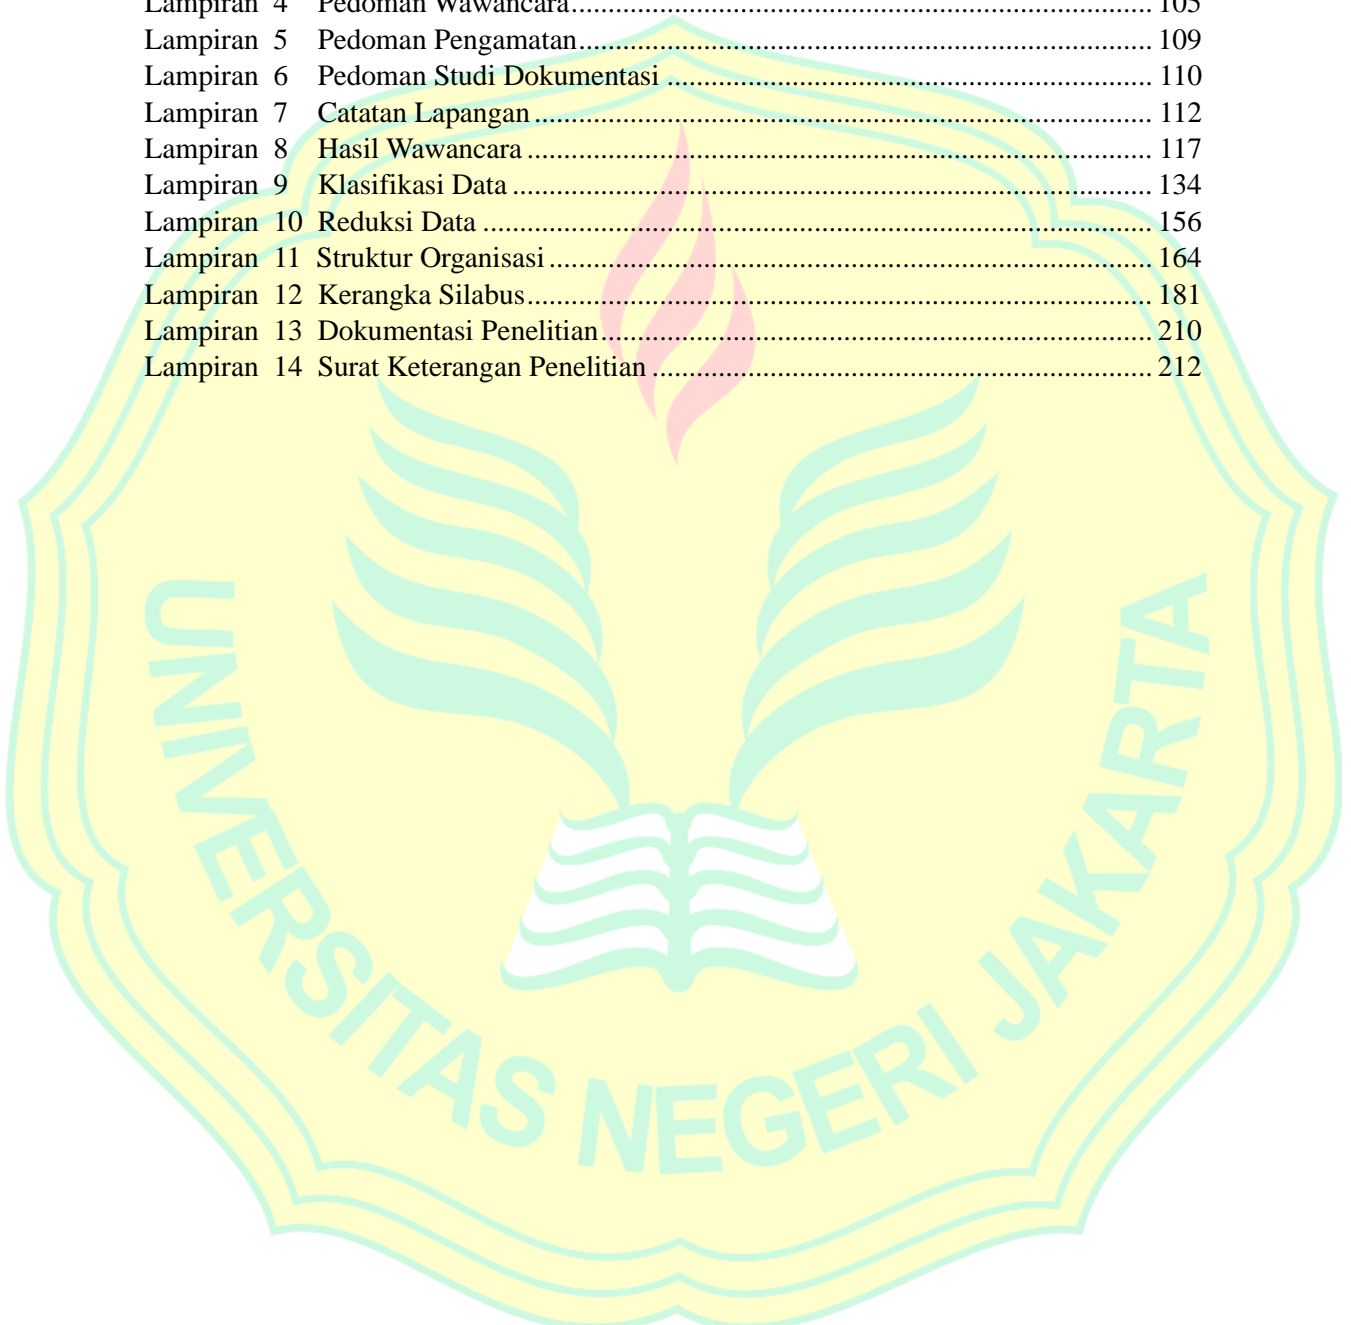 Lampiran 4 Pedoman Wawancara.......................................................................... 105
Lampiran 5 Pedoman Pengamatan......................................................................... 109
Lampiran 6 Pedoman Studi Dokumentasi ............................................................. 110
Lampiran 7 Catatan Lapangan ............................................................................... 112
Lampiran 8 Hasil Wawancara ................................................................................ 117
Lampiran 9 Klasifikasi Data .................................................................................. 134
Lampiran 10 Reduksi Data ...................................................................................... 156
Lampiran 11 Struktur Organisasi ............................................................................. 164
Lampiran 12 Kerangka Silabus................................................................................ 181
Lampiran 13 Dokumentasi Penelitian...................................................................... 210
Lampiran 14 Surat Keterangan Penelitian ............................................................... 212
UNIVERSITAS NEGERI JAKARTA